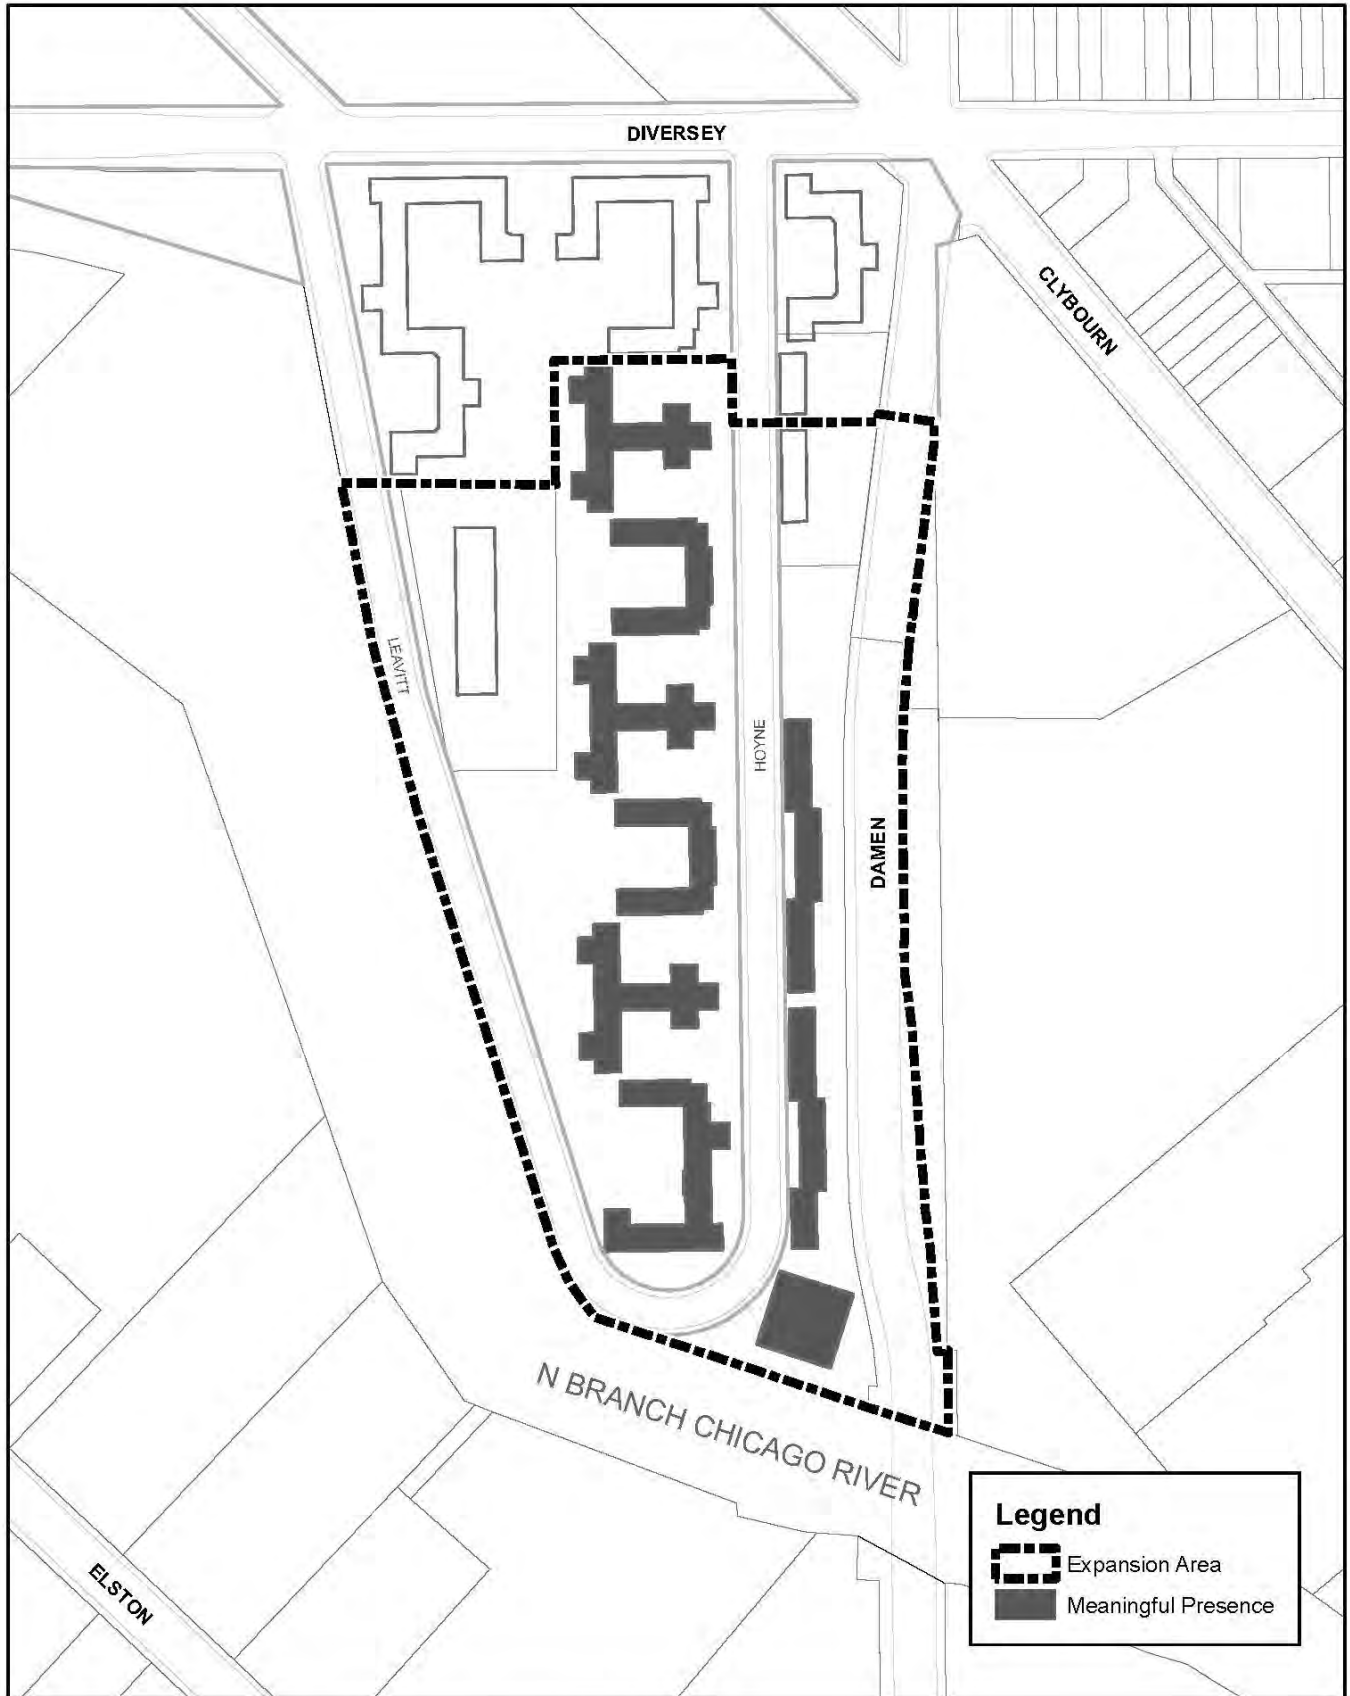 DIVERSEY
CLYBOURN
LEAVITT
HOYNE
DAMEN
N BRANCH CHICAGO RIVER
ELSTON
Legend
Expansion Area
Meaningful Presence